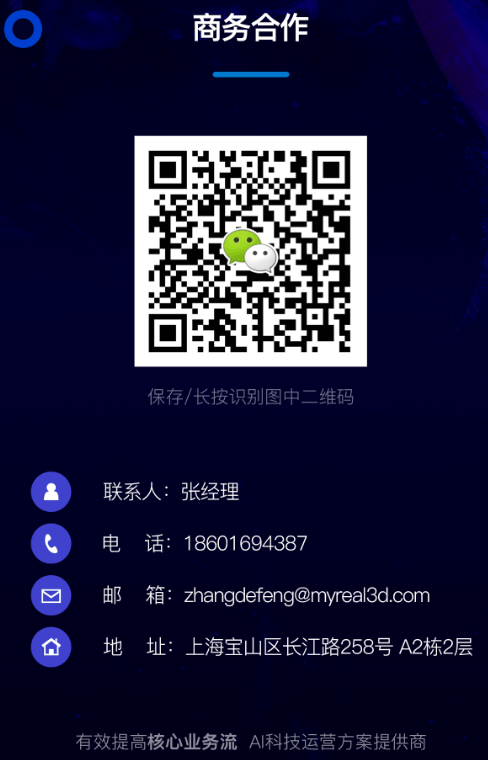 商务合作
保存/长按识别图中二维码
联系人：张经理
电 话：18601694387
邮 箱：zhangdefeng@myreal3d.com
地 址：上海宝山区长江路258号 A2栋2层
有效提高核心业务流 AI科技运营方案提供商